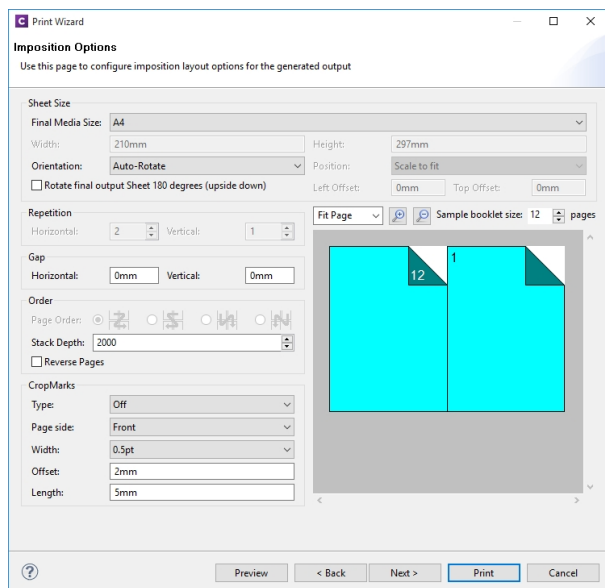 C Print Wizard
Imposition Options
Use this page to configure imposition layout options for the generated output
Sheet Size
Final Media Size: A4
Width: 210mm Height: 297mm
Orientation: Auto-Rotate Position: Scale to fit
Rotate final output Sheet 180 degrees (upside down) Left Offset: 0mm Top Offset: 0mm
Repetition
Horizontal: 2 Vertical: 1
Gap
Horizontal: 0mm Vertical: 0mm
Order
Page Order:
Stack Depth: 2000
Reverse Pages
CropMarks
Type: Off
Page side: Front
Width: 0.5pt
Offset: 2mm
Length: 5mm
Fit Page Sample booklet size: 12 pages
12 1
? Preview < Back Next > Print Cancel